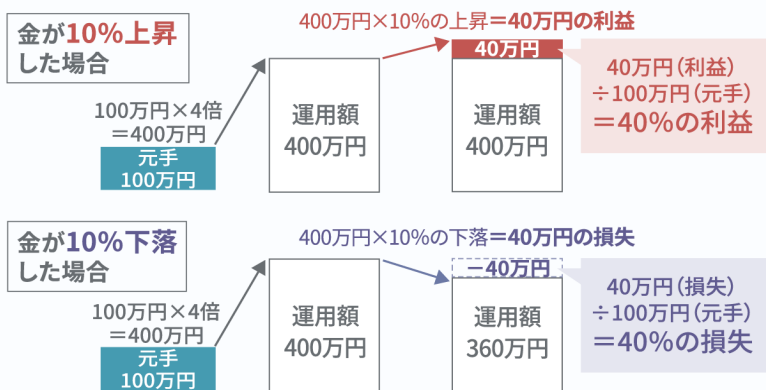 金が10%上昇
した場合
400万円×10%の上昇＝40万円の利益
100万円×4倍
＝400万円
元手
100万円
運用額
400万円
40万円
運用額
400万円
40万円（利益）
÷100万円（元手）
＝40%の利益
金が10%下落
した場合
400万円×10%の下落＝40万円の損失
100万円×4倍
＝400万円
元手
100万円
運用額
400万円
－40万円
運用額
360万円
40万円（損失）
÷100万円（元手）
＝40%の損失